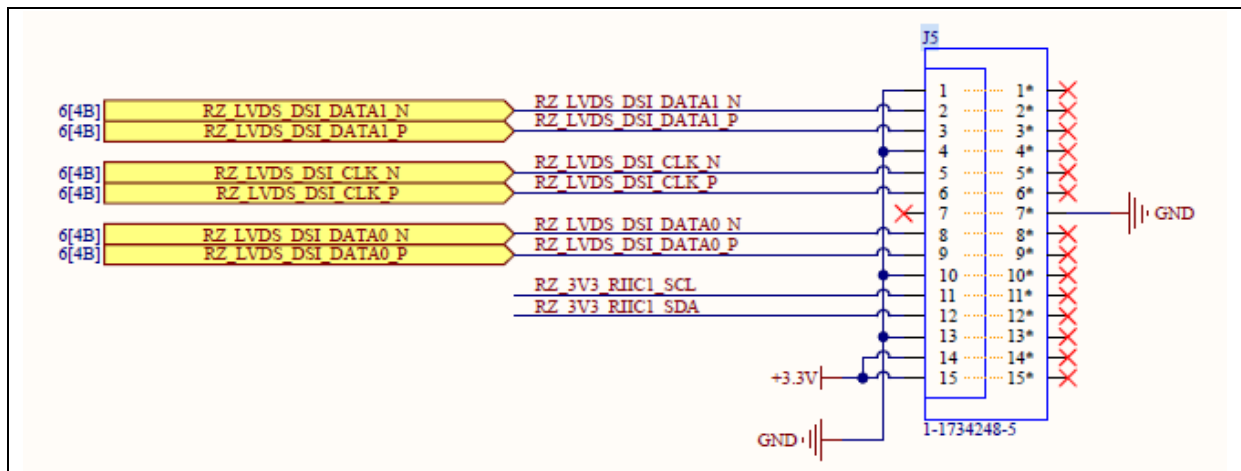 J5
1 1*
6[4B] RZ_LVDS_DSI_DATA1_N RZ_LVDS_DSI_DATA1_N 2 2*
6[4B] RZ_LVDS_DSI_DATA1_P RZ_LVDS_DSI_DATA1_P 3 3*
4 4*
6[4B] RZ_LVDS_DSI_CLK_N RZ_LVDS_DSI_CLK_N 5 5*
6[4B] RZ_LVDS_DSI_CLK_P RZ_LVDS_DSI_CLK_P 6 6*
7 7* GND
6[4B] RZ_LVDS_DSI_DATA0_N RZ_LVDS_DSI_DATA0_N 8 8*
6[4B] RZ_LVDS_DSI_DATA0_P RZ_LVDS_DSI_DATA0_P 9 9*
10 10*
RZ_3V3_RIIC1_SCL 11 11*
RZ_3V3_RIIC1_SDA 12 12*
13 13*
14 14*
+3.3V 15 15*
1-1734248-5
GND